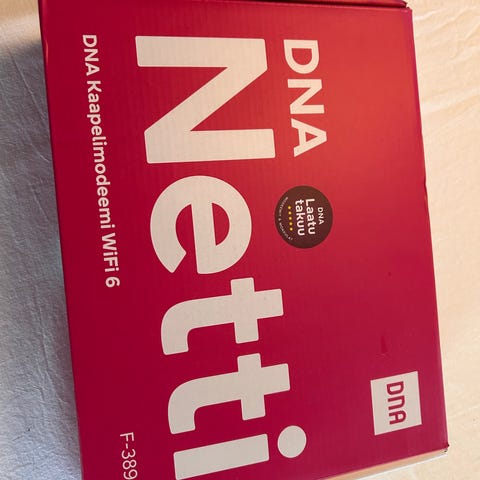 DNA
Netti
DNA
Laatu
takuu
DNA Kaapelimodeemi WiFi 6
DNA
F-389